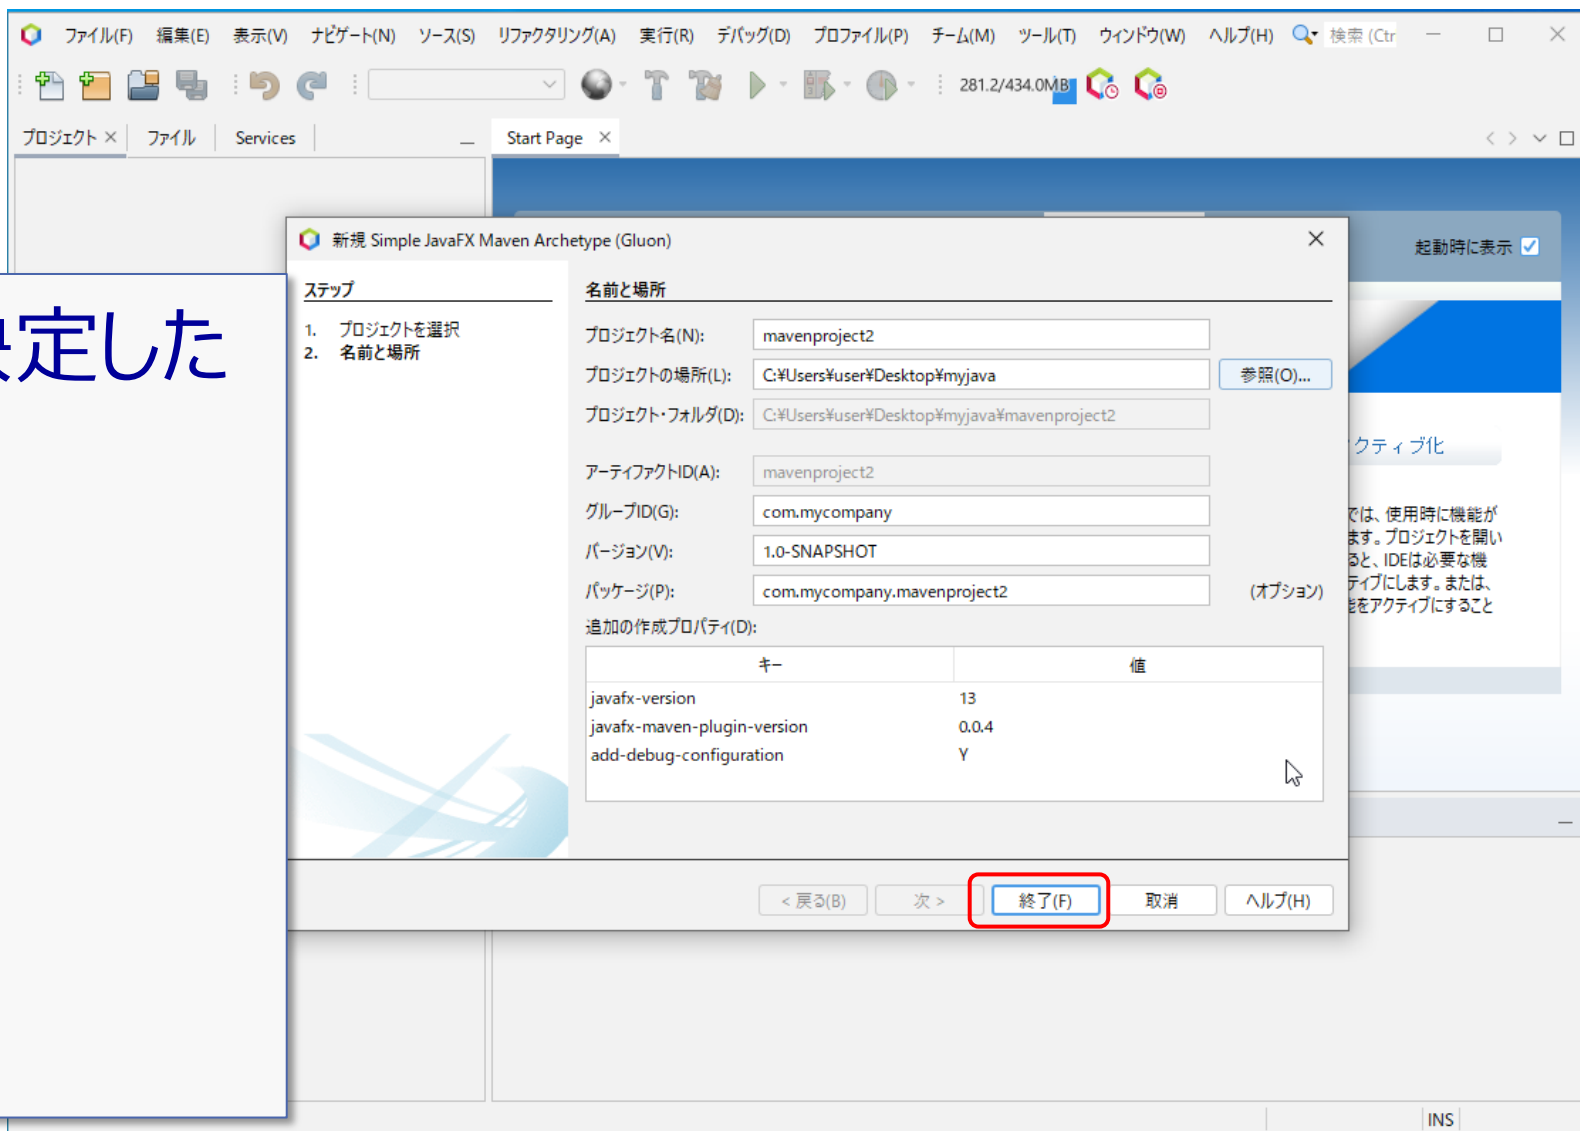 ファイル(F) 編集(E) 表示(V) ナビゲート(N) ソース(S) リファクタリング(A) 実行(R) デバッグ(D) プロファイル(P) チーム(M) ツール(T) ウィンドウ(W) ヘルプ(H) 検索 (Ctr
281.2/434.0MB
プロジェクト ファイル Services Start Page
新規 Simple JavaFX Maven Archetype (Gluon)
起動時に表示
ステップ
1. プロジェクトを選択
2. 名前と場所
定した
名前と場所
プロジェクト名(N): mavenproject2
プロジェクトの場所(L): C:¥Users¥user¥Desktop¥myjava 参照(O)...
プロジェクト・フォルダ(D): C:¥Users¥user¥Desktop¥myjava¥mavenproject2
アーティファクトID(A): mavenproject2
グループID(G): com.mycompany
バージョン(V): 1.0-SNAPSHOT
パッケージ(P): com.mycompany.mavenproject2 (オプション)
追加の作成プロパティ(D):
キー 値
javafx-version 13
javafx-maven-plugin-version 0.0.4
add-debug-configuration Y
クティブ化
では、使用時に機能が
ます。プロジェクトを開い
ると、IDEは必要な機
ティブにします。または、
をアクティブにすること
< 戻る(B) 次 > 終了(F) 取消 ヘルプ(H)
INS